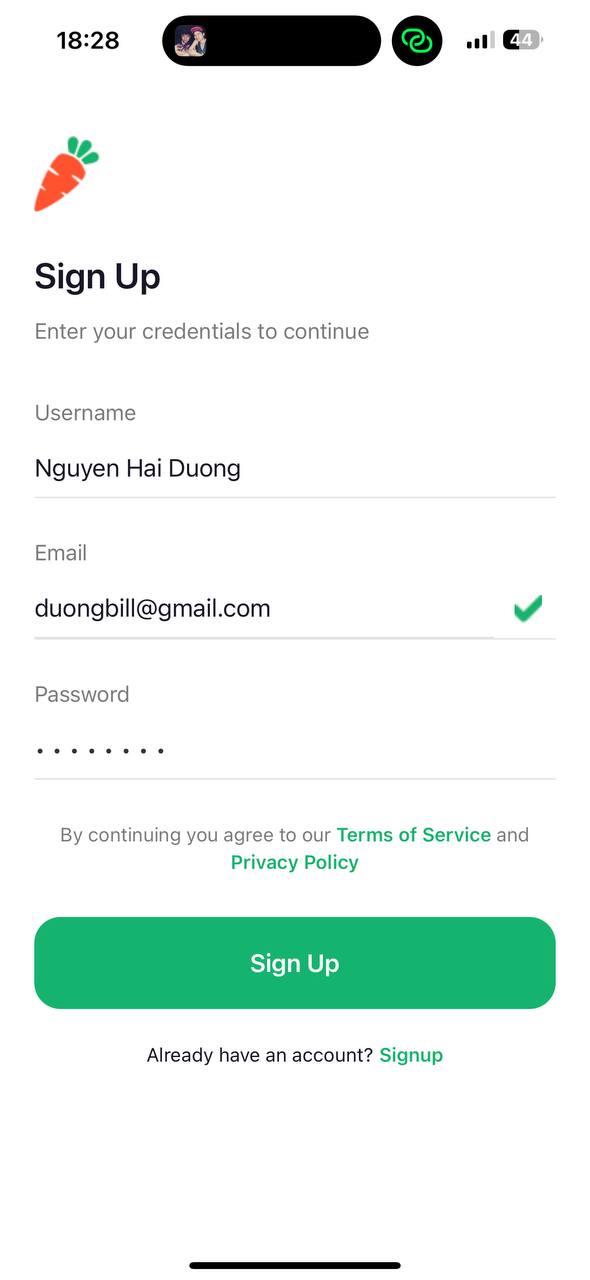 18:28
44
Sign Up
Enter your credentials to continue
Username
Nguyen Hai Duong
Email
duongbill@gmail.com
Password
• • • • • • • •
By continuing you agree to our Terms of Service and
Privacy Policy
Sign Up
Already have an account? Signup